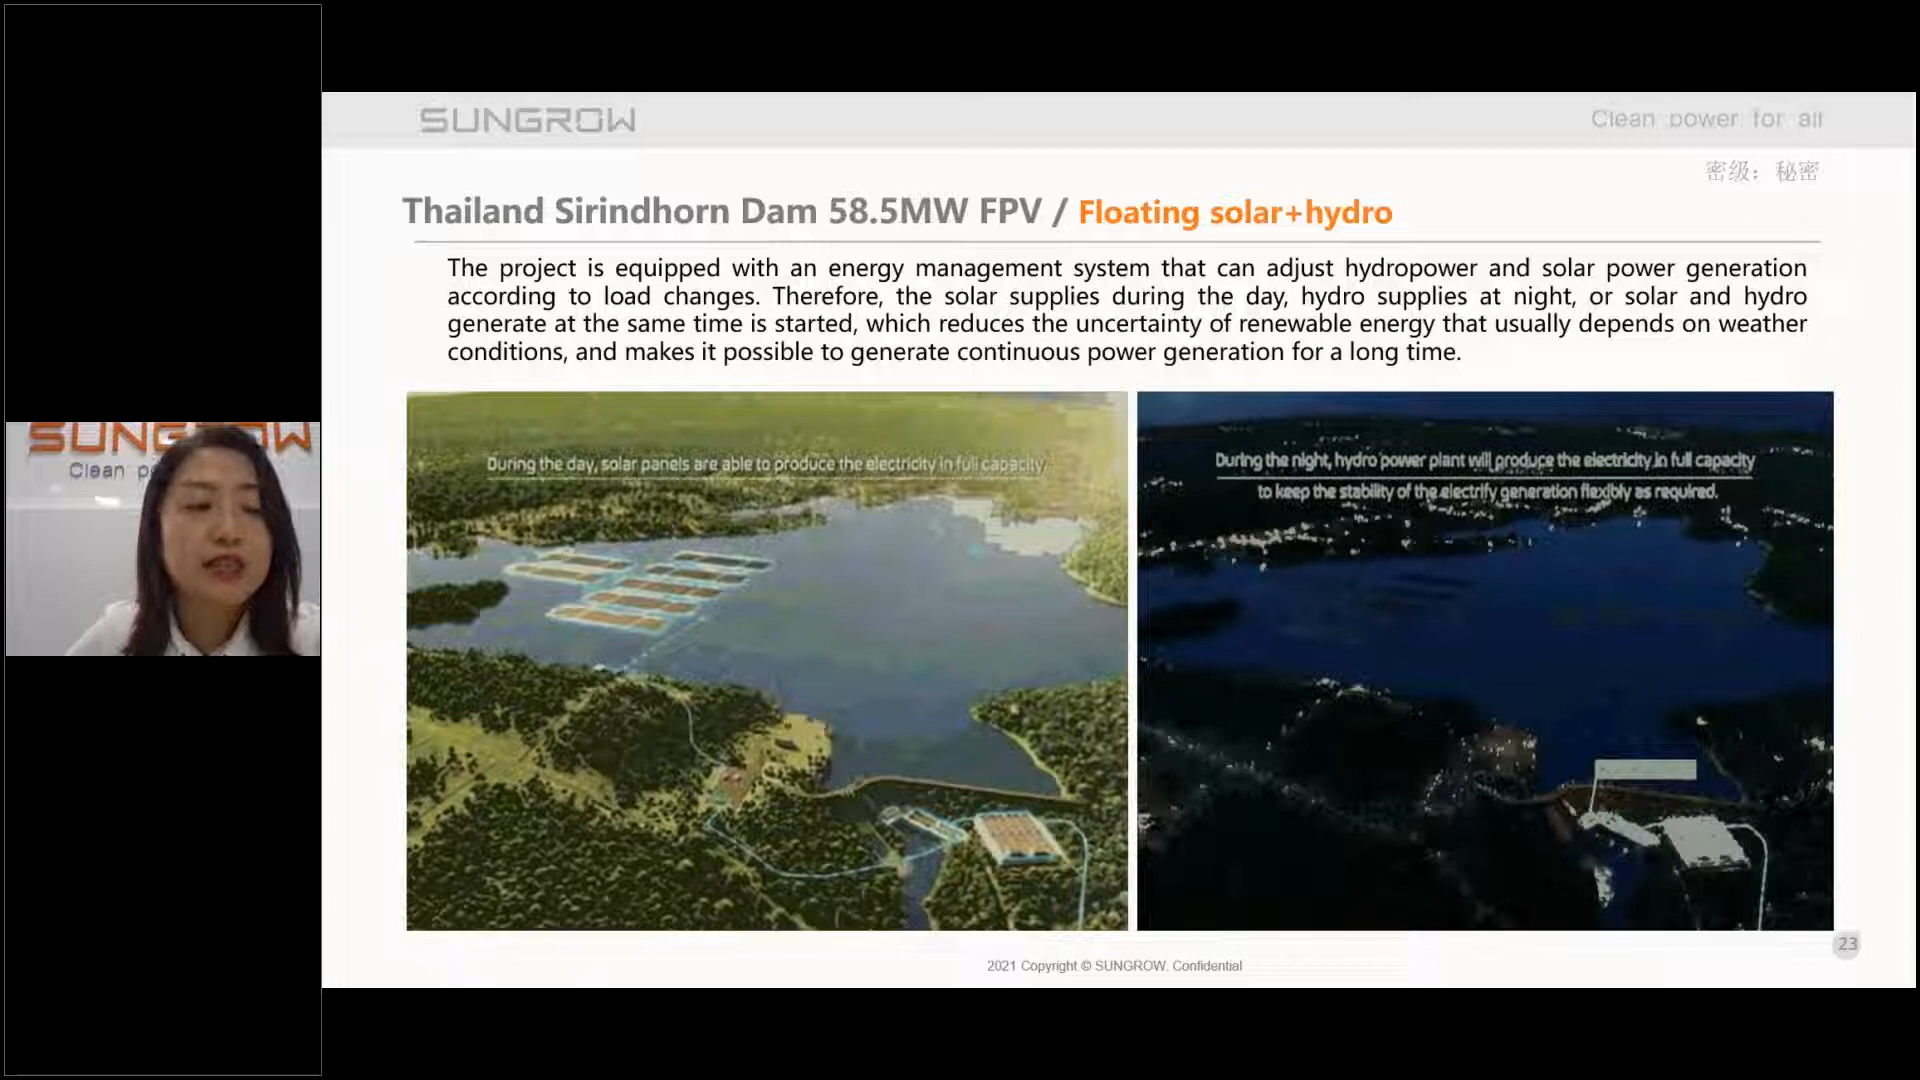 SUNGROW
Clean power for all
密级：秘密
Thailand Sirindhorn Dam 58.5MW FPV / Floating solar+hydro
The project is equipped with an energy management system that can adjust hydropower and solar power generation
according to load changes. Therefore, the solar supplies during the day, hydro supplies at night, or solar and hydro
generate at the same time is started, which reduces the uncertainty of renewable energy that usually depends on weather
conditions, and makes it possible to generate continuous power generation for a long time.
SUNGROW
Clean po
During the day, solar panels are able to produce the electricity in full capacity
During the night, hydro power plant will produce the electricity in full capacity
to keep the stability of the electrify generation flexibly as required.
23
2021 Copyright © SUNGROW. Confidential